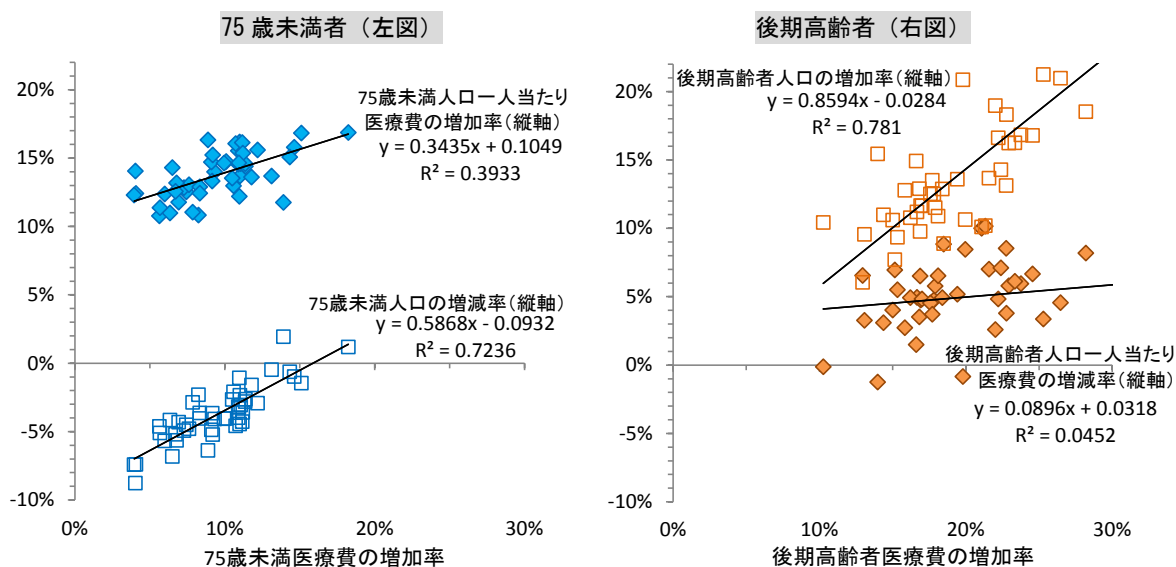 75 歳未満者（左図）
20%
15%
10%
5%
0%
-5%
-10%
0%
10%
20%
30%
75歳未満人口一人当たり
医療費の増加率（縦軸）
y = 0.3435x + 0.1049
R² = 0.3933
75歳未満人口の増減率（縦軸）
y = 0.5868x - 0.0932
R² = 0.7236
75歳未満医療費の増加率
後期高齢者（右図）
20%
15%
10%
5%
0%
-5%
-10%
0%
10%
20%
30%
後期高齢者人口の増加率（縦軸）
y = 0.8594x - 0.0284
R² = 0.781
後期高齢者人口一人当たり
医療費の増減率（縦軸）
y = 0.0896x + 0.0318
R² = 0.0452
後期高齢者医療費の増加率